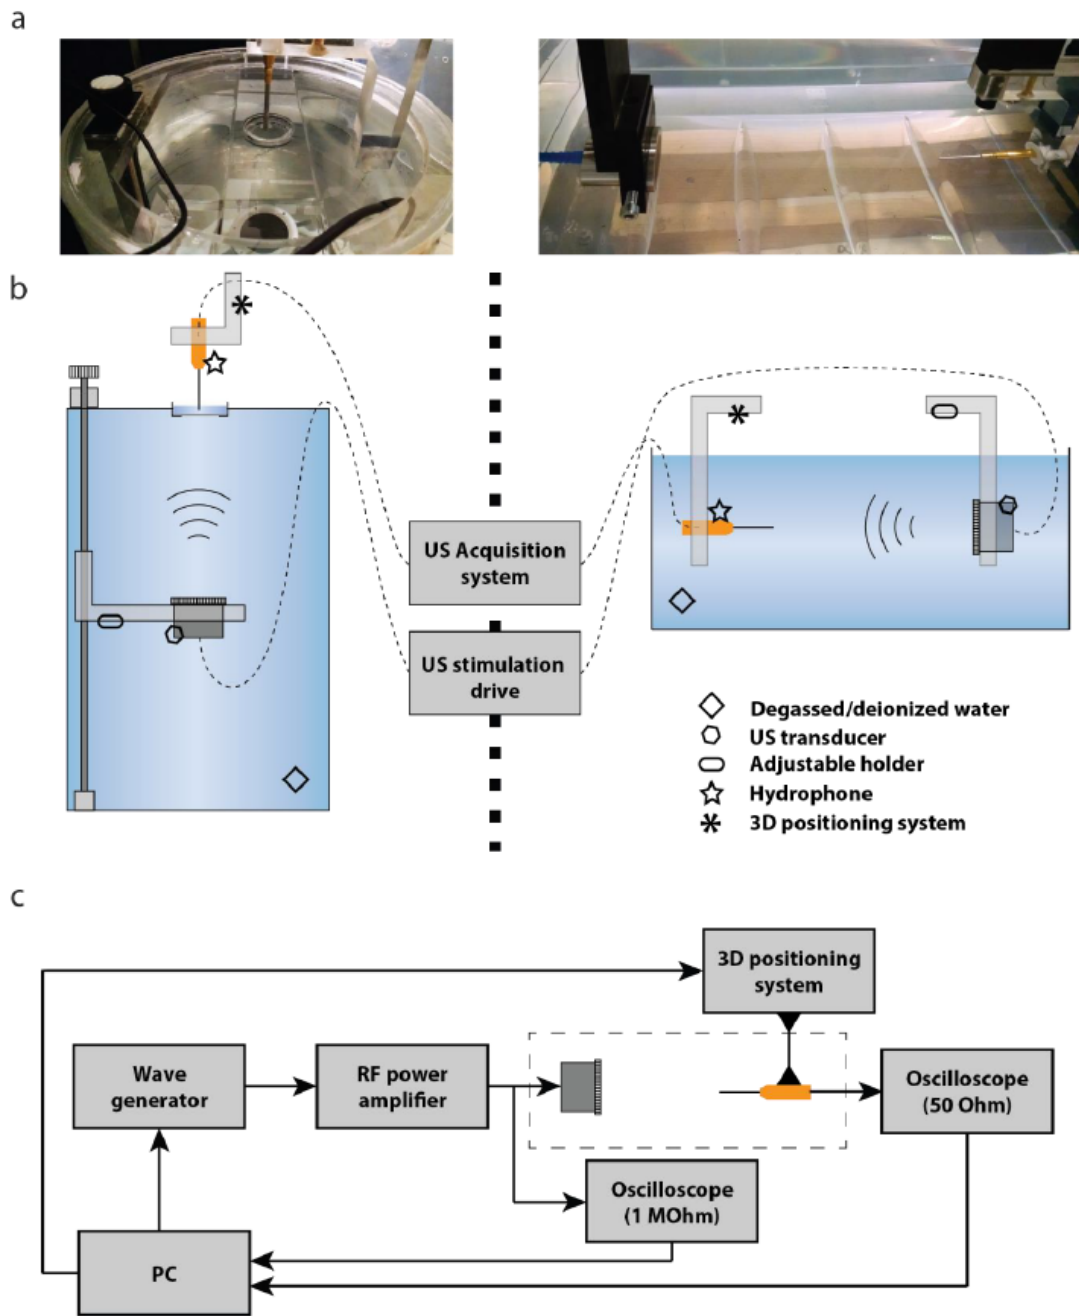 a
b
US Acquisition
system
US stimulation
drive
Degassed/deionized water
US transducer
Adjustable holder
Hydrophone
3D positioning system
c
3D positioning
system
Wave
generator
RF power
amplifier
Oscilloscope
(50 Ohm)
Oscilloscope
(1 MOhm)
PC